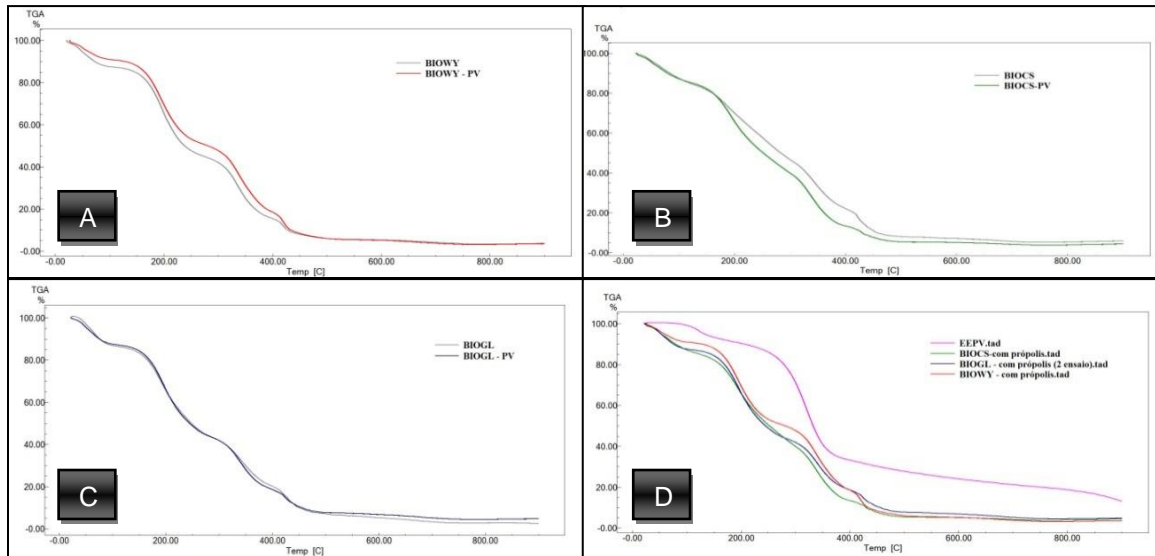 TGA
%
100.00
80.00
60.00
40.00
20.00
-0.00
BIOWY
BIOWY - PV
A
-0.00 200.00 400.00 600.00 800.00
Temp [C]
TGA
%
100.00
80.00
60.00
40.00
20.00
-0.00
BIOCS
BIOCS-PV
B
-0.00 200.00 400.00 600.00 800.00
Temp [C]
TGA
%
100.00
80.00
60.00
40.00
20.00
-0.00
BIOGL
BIOGL - PV
C
-0.00 200.00 400.00 600.00 800.00
Temp [C]
TGA
%
100.00
80.00
60.00
40.00
20.00
-0.00
EEPV.tad
BIOCS-com própolis.tad
BIOGL - com própolis (2 ensaio).tad
BIOWY - com própolis.tad
D
-0.00 200.00 400.00 600.00 800.00
Temp [C]